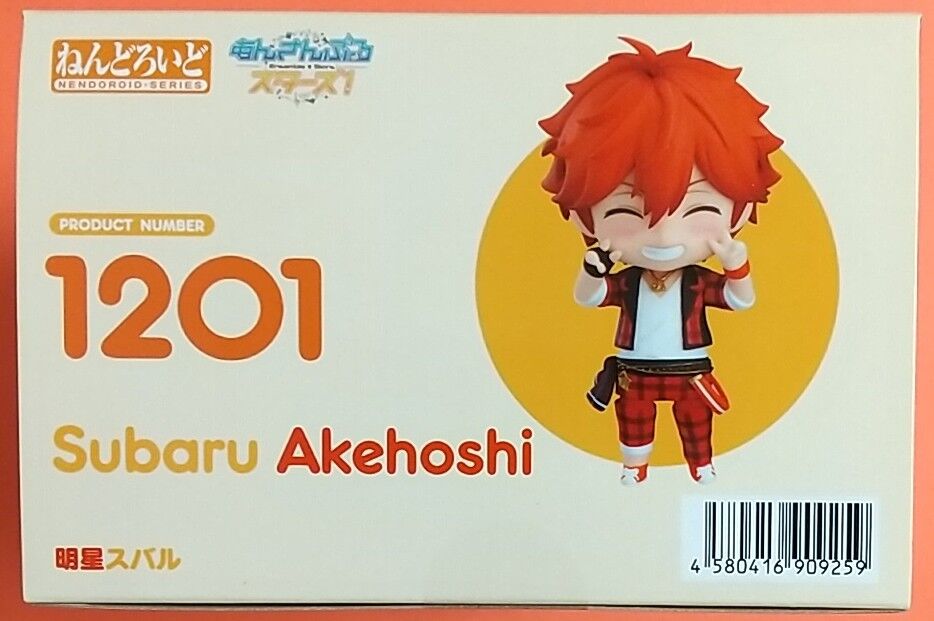 ねんどろいど
NENDOROID·SERIES
あんさんぶる
Ensemble Stars
スターズ！
PRODUCT NUMBER
1201
Subaru Akehoshi
明星スバル
4 580416 909259